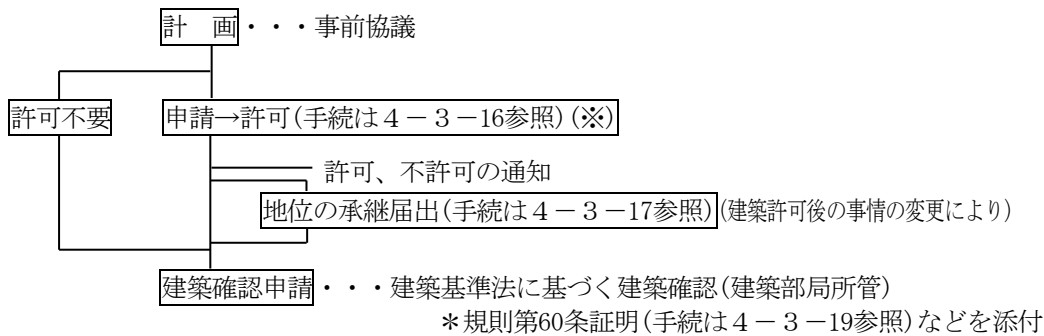 計　画・・・事前協議
許可不要　申請→許可(手続は４－３－16参照)(※)
許可、不許可の通知
地位の承継届出(手続は４－３－17参照)(建築許可後の事情の変更により)
建築確認申請・・・建築基準法に基づく建築確認(建築部局所管)
＊規則第60条証明(手続は４－３－19参照)などを添付